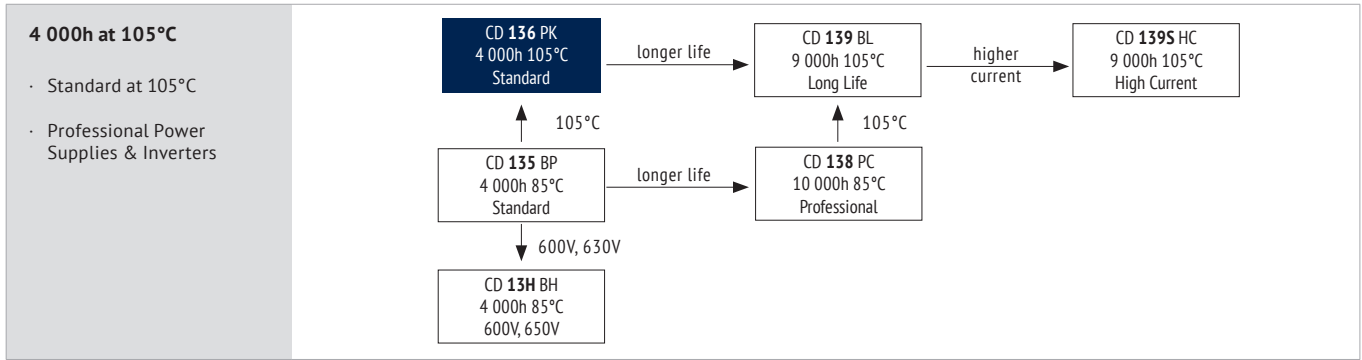 4 000h at 105°C
· Standard at 105°C
· Professional Power
Supplies & Inverters
CD 136 PK
4 000h 105°C
Standard
longer life
CD 139 BL
9 000h 105°C
Long Life
higher
current
CD 139S HC
9 000h 105°C
High Current
105°C
105°C
CD 135 BP
4 000h 85°C
Standard
longer life
CD 138 PC
10 000h 85°C
Professional
600V, 630V
CD 13H BH
4 000h 85°C
600V, 650V